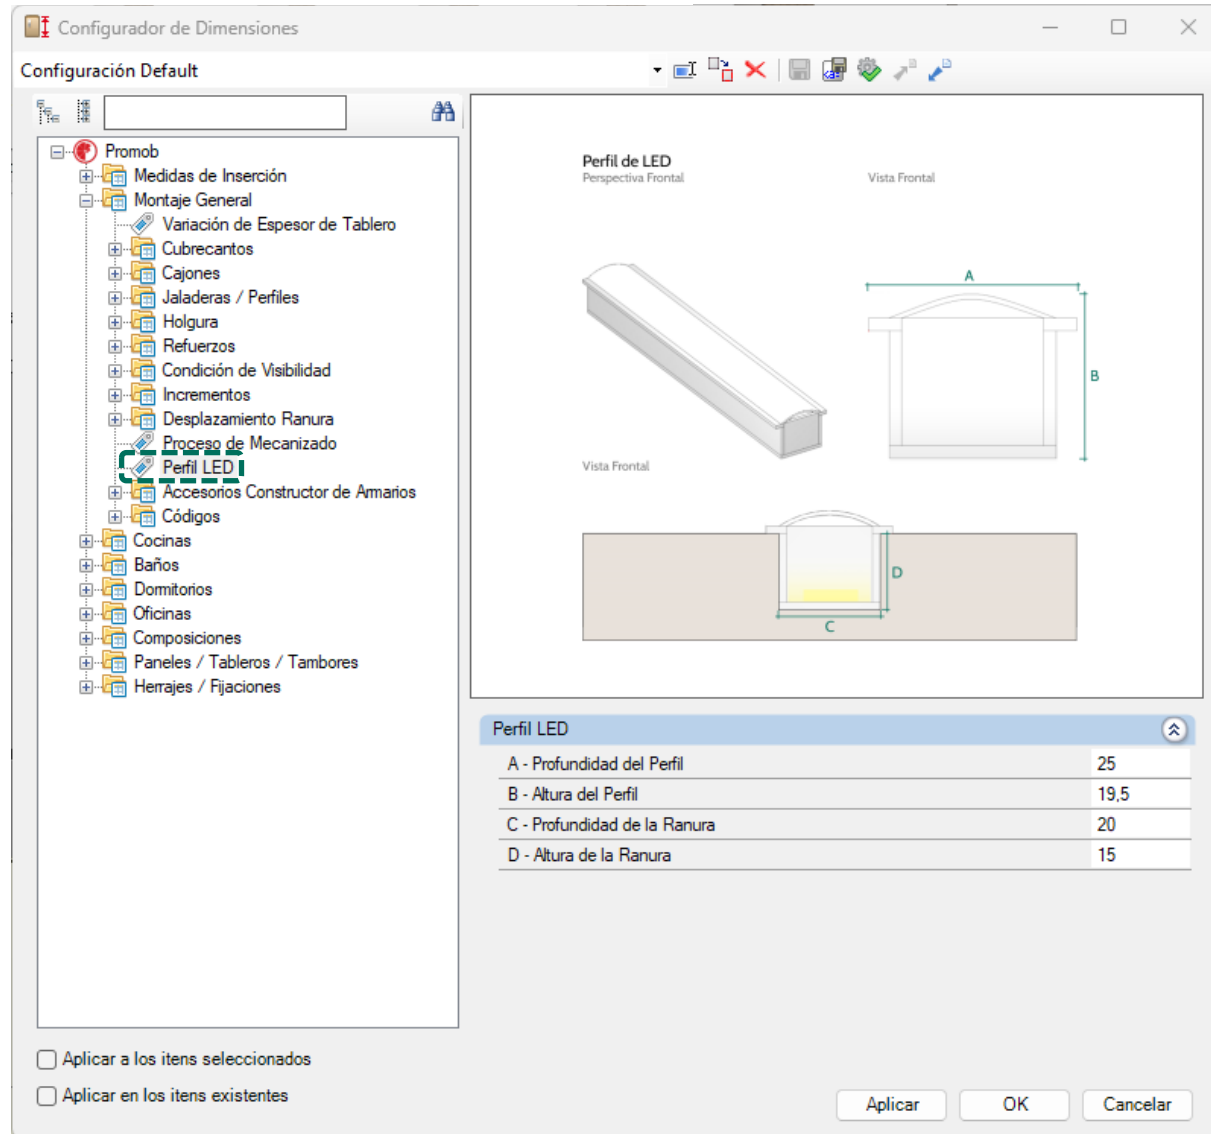 Configurador de Dimensiones
Configuración Default
Promob
Medidas de Inserción
Montaje General
Variación de Espesor de Tablero
Cubrecantos
Cajones
Jaladeras / Perfiles
Holgura
Refuerzos
Condición de Visibilidad
Incrementos
Desplazamiento Ranura
Proceso de Mecanizado
Perfil LED
Accesorios Constructor de Armarios
Códigos
Cocinas
Baños
Dormitorios
Oficinas
Composiciones
Paneles / Tableros / Tambores
Herrajes / Fijaciones
Aplicar a los itens seleccionados
Aplicar en los itens existentes
Perfil de LED
Perspectiva Frontal
Vista Frontal
A
B
Vista Frontal
D
C
Perfil LED
A - Profundidad del Perfil 25
B - Altura del Perfil 19,5
C - Profundidad de la Ranura 20
D - Altura de la Ranura 15
Aplicar OK Cancelar